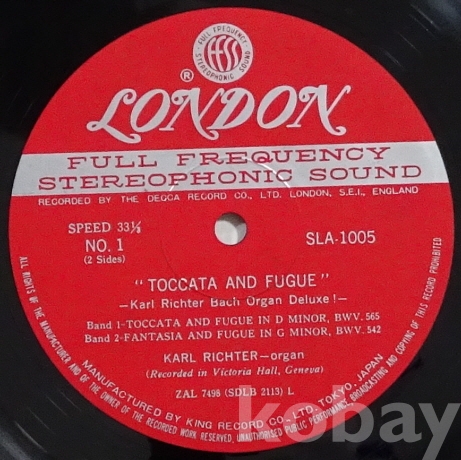 FULL FREQUENCY
ffss
STEREOPHONIC SOUND
®
LONDON
FULL FREQUENCY
STEREOPHONIC SOUND
RECORDED BY THE DECCA RECORD CO., LTD. LONDON, S.E.I., ENGLAND
SPEED 33⅓
NO. 1
(2 Sides)
SLA-1005
"TOCCATA AND FUGUE"
—Karl Richter Bach Organ Deluxe!—
Band 1-TOCCATA AND FUGUE IN D MINOR, BWV. 565
Band 2-FANTASIA AND FUGUE IN G MINOR, BWV. 542
KARL RICHTER—organ
(Recorded in Victoria Hall, Geneva)
ZAL 7498 (SDLB 2113) L
MANUFACTURED BY KING RECORD CO., LTD. TOKYO, JAPAN
ALL RIGHTS OF THE MANUFACTURER AND OF THE OWNER OF THE RECORDED WORK RESERVED, UNAUTHORISED PUBLIC PERFORMANCE, BROADCASTING AND COPYING OF THIS RECORD PROHIBITED
kobay